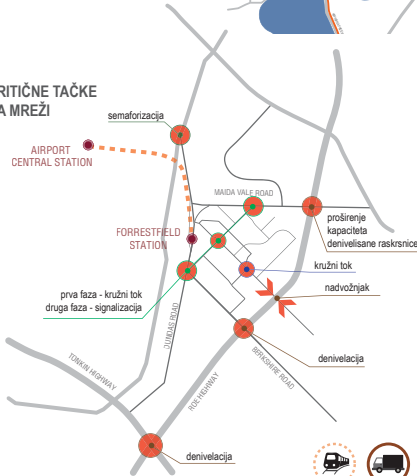 RITIČNE TAČKE
A MREŽI
semaforizacija
AIRPORT
CENTRAL STATION
MAIDA VALE ROAD
FORRESTFIELD
STATION
proširenje
kapaciteta
denivelisane raskrsnice
kružni tok
nadvožnjak
prva faza - kružni tok
druga faza - signalizacija
DUNDAS ROAD
TONKIN HIGHWAY
ROE HIGHWAY
BERKSHIRE ROAD
denivelacija
denivelacija